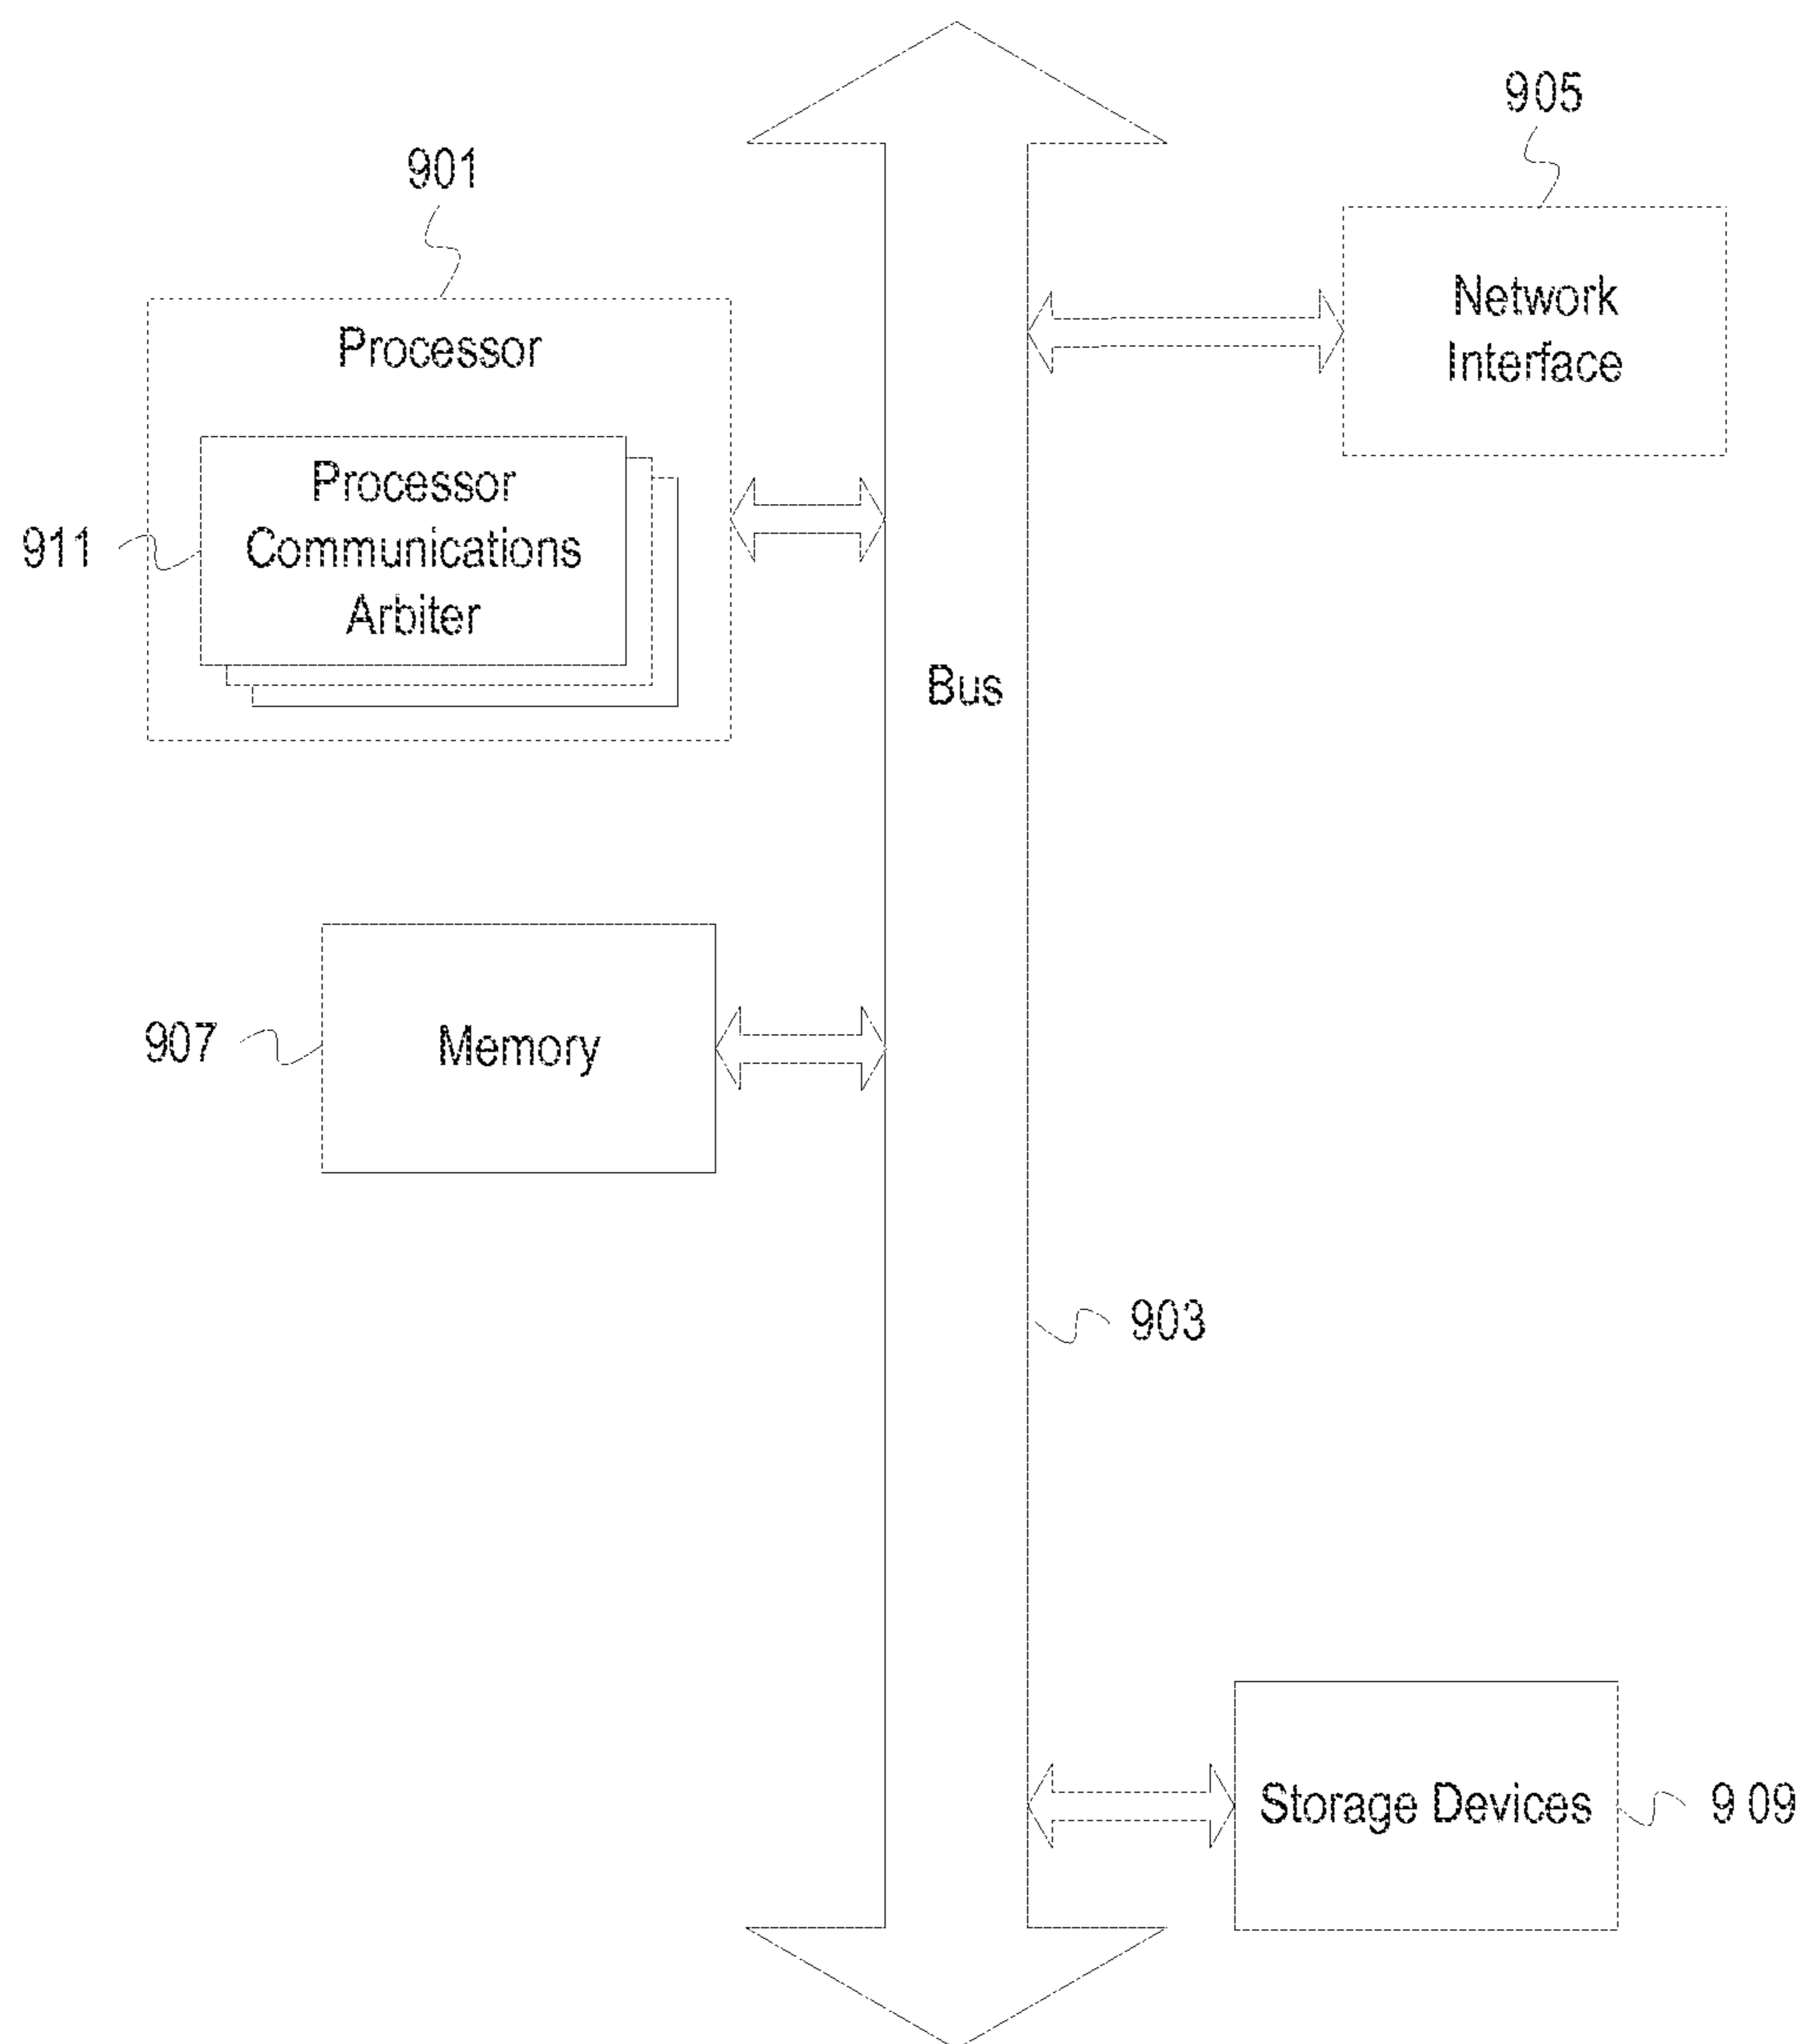 905
901
Network
Interface
Processor
Processor
Communications
Arbiter
911
Bus
907
Memory
903
Storage Devices
9 09